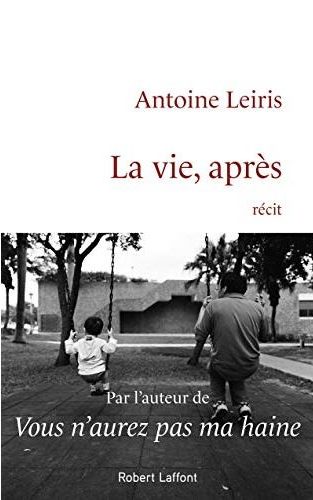 Antoine Leiris
La vie, après
récit
Par l'auteur de
Vous n'aurez pas ma haine
Robert Laffont